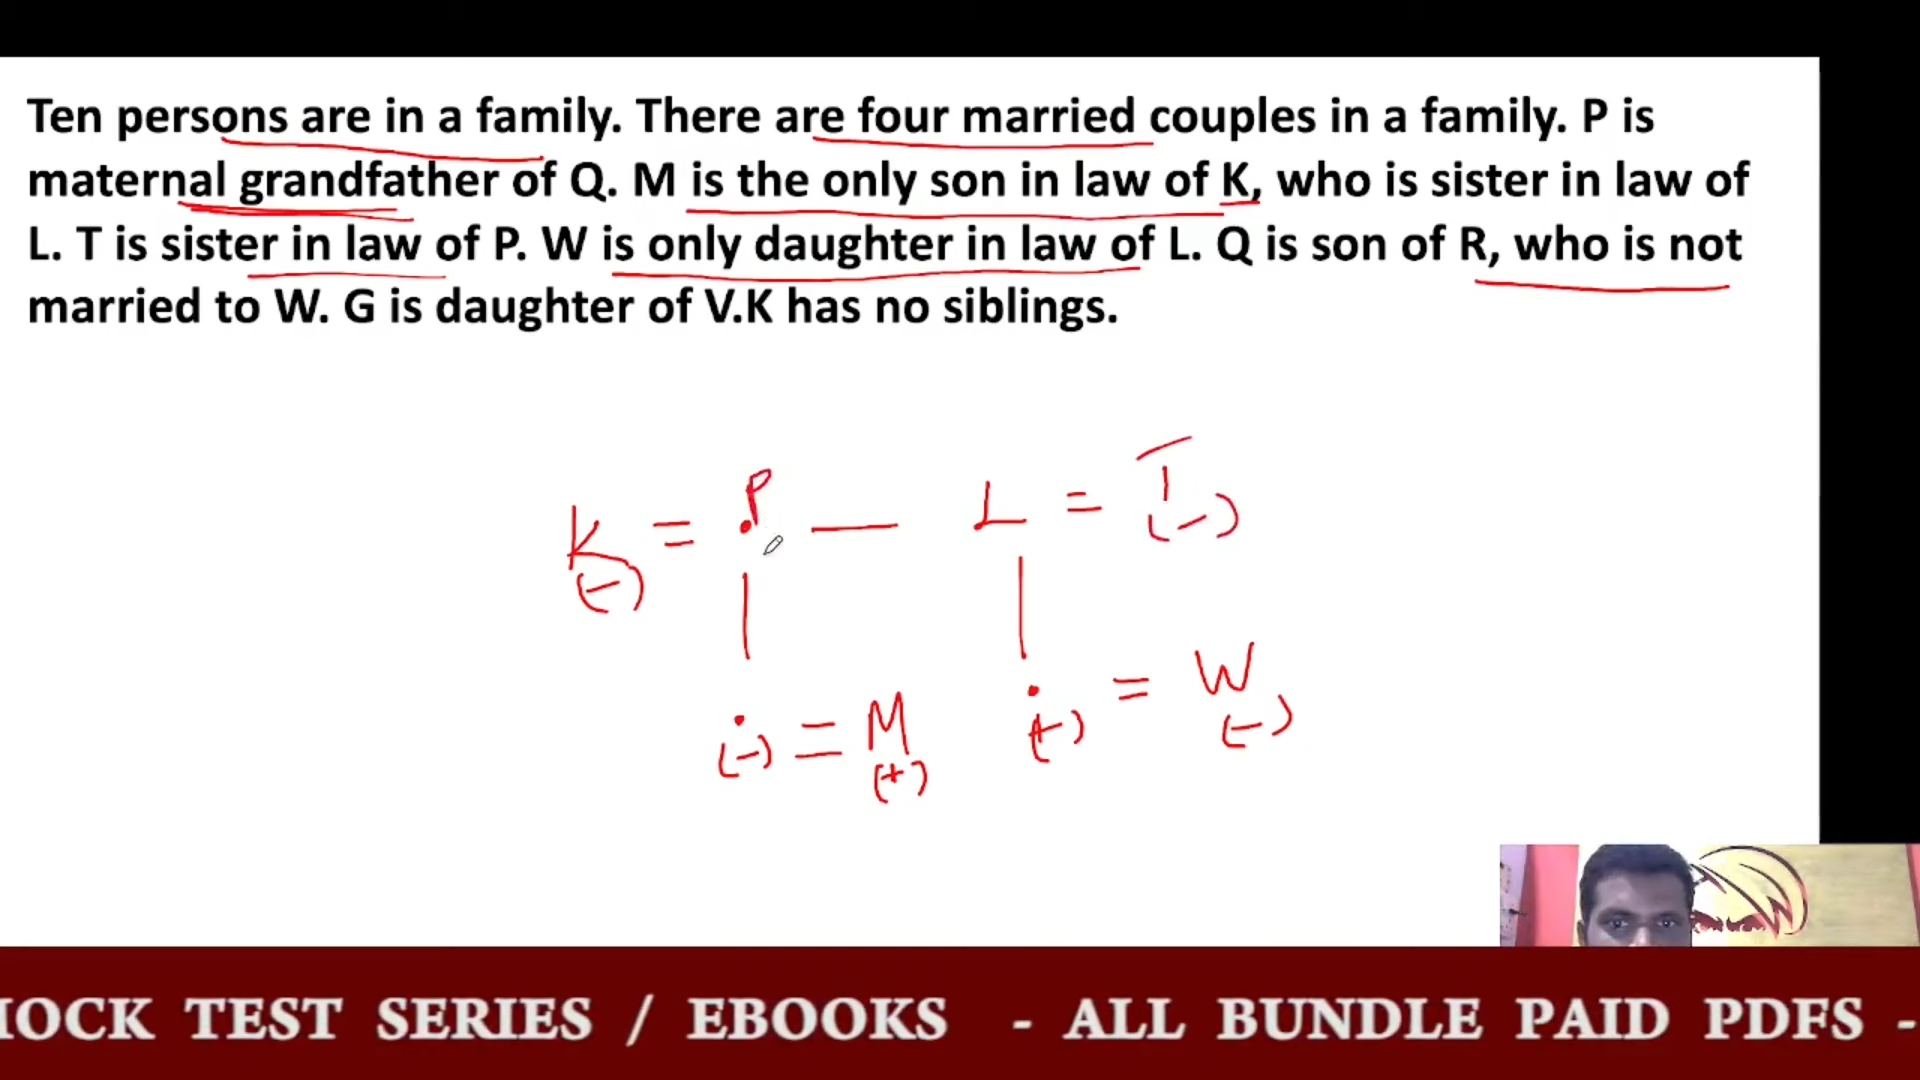 Ten persons are in a family. There are four married couples in a family. P is
maternal grandfather of Q. M is the only son in law of K, who is sister in law of
L. T is sister in law of P. W is only daughter in law of L. Q is son of R, who is not
married to W. G is daughter of V.K has no siblings.
K = P — L = T
(-) (-)
. = M . = W
(-) (+) (+) (-)
MOCK TEST SERIES / EBOOKS - ALL BUNDLE PAID PDFS -